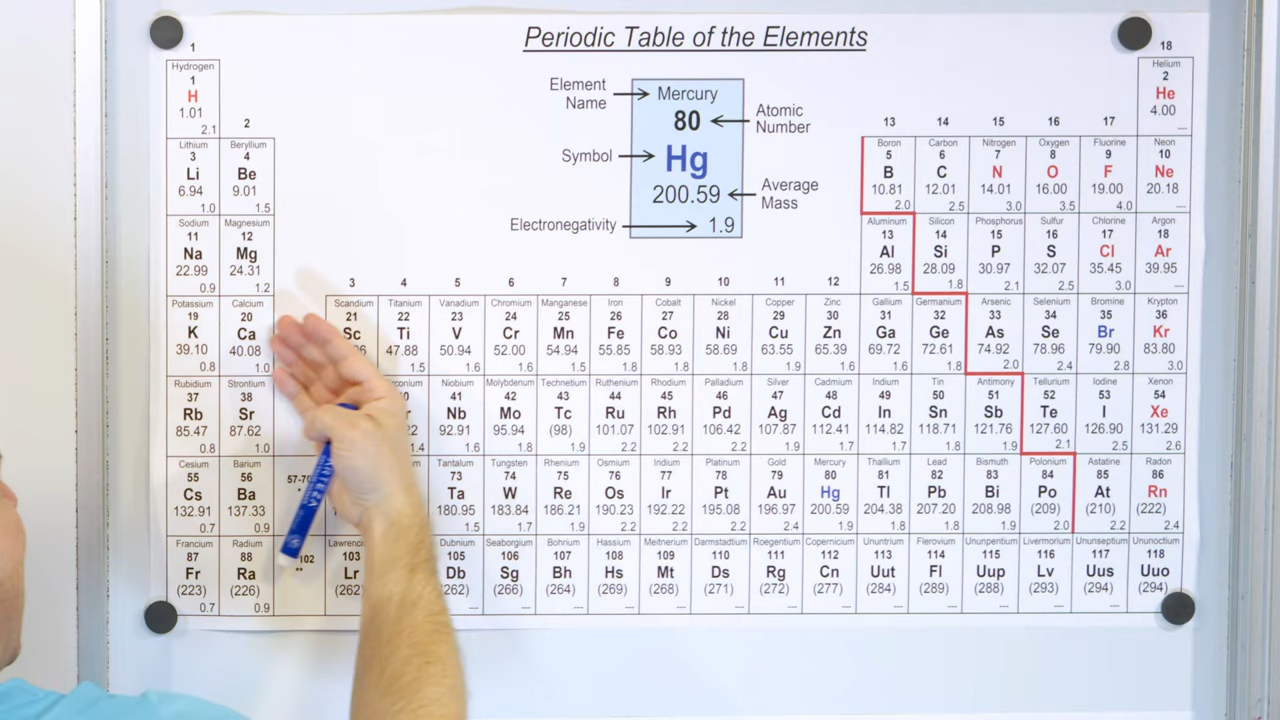 Periodic Table of the Elements
1 18
Hydrogen Helium
1 2
H He
1.01 4.00
2.1 ---
Element Name
Mercury
80
Atomic Number
Symbol
Hg
200.59
Average Mass
Electronegativity
1.9
2 13 14 15 16 17
Lithium Beryllium Boron Carbon Nitrogen Oxygen Fluorine Neon
3 4 5 6 7 8 9 10
Li Be B C N O F Ne
6.94 9.01 10.81 12.01 14.01 16.00 19.00 20.18
1.0 1.5 2.0 2.5 3.0 3.5 4.0 ---
Sodium Magnesium Aluminum Silicon Phosphorus Sulfur Chlorine Argon
11 12 13 14 15 16 17 18
Na Mg Al Si P S Cl Ar
22.99 24.31 26.98 28.09 30.97 32.07 35.45 39.95
0.9 1.2 1.5 1.8 2.1 2.5 3.0 ---
3 4 5 6 7 8 9 10 11 12
Potassium Calcium Scandium Titanium Vanadium Chromium Manganese Iron Cobalt Nickel Copper Zinc Gallium Germanium Arsenic Selenium Bromine Krypton
19 20 21 22 23 24 25 26 27 28 29 30 31 32 33 34 35 36
K Ca Sc Ti V Cr Mn Fe Co Ni Cu Zn Ga Ge As Se Br Kr
39.10 40.08 47.88 50.94 52.00 54.94 55.85 58.93 58.69 63.55 65.39 69.72 72.61 74.92 78.96 79.90 83.80
0.8 1.0 1.5 1.6 1.6 1.5 1.8 1.8 1.8 1.9 1.6 1.6 1.8 2.0 2.4 2.8 3.0
Rubidium Strontium Niobium Molybdenum Technetium Ruthenium Rhodium Palladium Silver Cadmium Indium Tin Antimony Tellurium Iodine Xenon
37 38 41 42 43 44 45 46 47 48 49 50 51 52 53 54
Rb Sr Nb Mo Tc Ru Rh Pd Ag Cd In Sn Sb Te I Xe
85.47 87.62 92.91 95.94 (98) 101.07 102.91 106.42 107.87 112.41 114.82 118.71 121.76 127.60 126.90 131.29
0.8 1.0 1.4 1.6 1.8 1.9 2.2 2.2 2.2 1.9 1.7 1.7 1.8 1.9 2.1 2.5 2.6
Cesium Barium Tantalum Tungsten Rhenium Osmium Iridium Platinum Gold Mercury Thallium Lead Bismuth Polonium Astatine Radon
55 56 57-70 73 74 75 76 77 78 79 80 81 82 83 84 85 86
Cs Ba * Ta W Re Os Ir Pt Au Hg Tl Pb Bi Po At Rn
132.91 137.33 180.95 183.84 186.21 190.23 192.22 195.08 196.97 200.59 204.38 207.20 208.98 (209) (210) (222)
0.7 0.9 1.5 1.7 1.9 2.2 2.2 2.2 2.4 1.9 1.8 1.8 1.9 2.0 2.2 2.4
Francium Radium Dubnium Seaborgium Bohrium Hassium Meitnerium Darmstadtium Roegentium Copernicium Ununtrium Flerovium Ununpentium Livermorium Ununseptium Ununoctium
87 88 102 103 105 106 107 108 109 110 111 112 113 114 115 116 117 118
Fr Ra ** Lr Db Sg Bh Hs Mt Ds Rg Cn Uut Fl Uup Lv Uus Uuo
(223) (226) (262 262) (266) (264) (269) (268) (271) (272) (277) (284) (289) (288) (293) (294) (294)
0.7 0.9 --- --- --- --- --- --- --- --- --- --- --- --- --- ---
ARTEZA